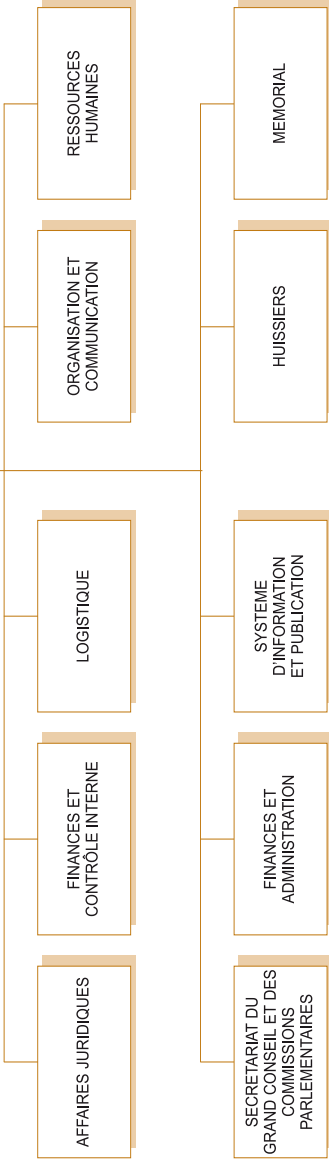 AFFAIRES JURIDIQUES
FINANCES ET
CONTRÔLE INTERNE
LOGISTIQUE
ORGANISATION ET
COMMUNICATION
RESSOURCES
HUMAINES
SECRETARIAT DU
GRAND CONSEIL ET DES
COMMISSIONS
PARLEMENTAIRES
FINANCES ET
ADMINISTRATION
SYSTEME
D'INFORMATION
ET PUBLICATION
HUISSIERS
MEMORIAL